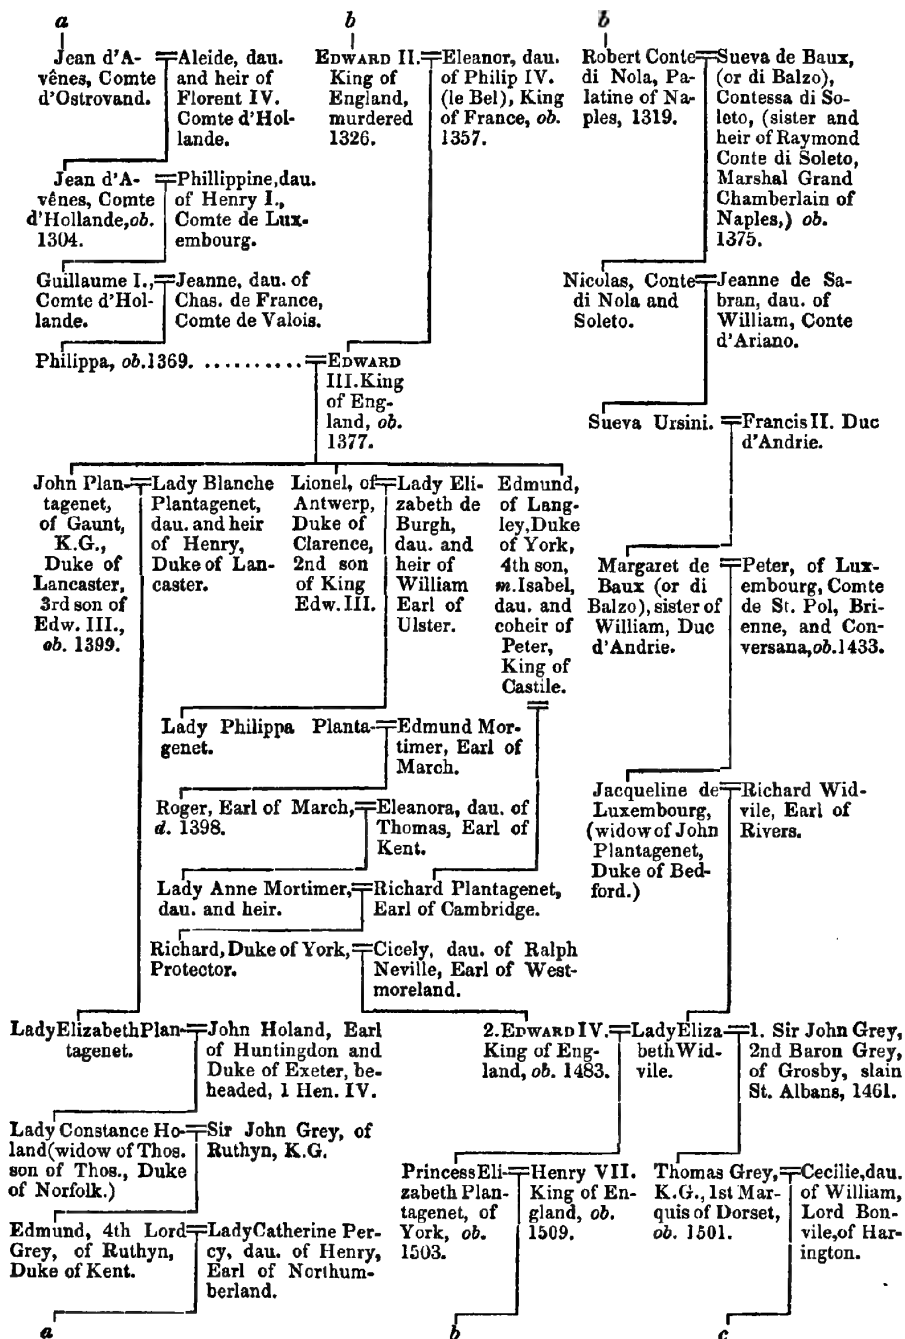 a
b
b
Jean d'A-
vênes, Comte
d'Ostrovand.
Aleide, dau.
and heir of
Florent IV.
Comte d'Hol-
lande.
EDWARD II.
King of
England,
murdered
1326.
Eleanor, dau.
of Philip IV.
(le Bel), King
of France, ob.
1357.
Robert Conte
di Nola, Pa-
latine of Na-
ples, 1319.
Sueva de Baux,
(or di Balzo),
Contessa di So-
leto, (sister and
heir of Raymond
Conte di Soleto,
Marshal Grand
Chamberlain of
Naples,) ob.
1375.
Jean d'A-
vênes, Comte
d'Hollande, ob.
1304.
Phillippine, dau.
of Henry I.,
Comte de Lux-
embourg.
Guillaume I.,
Comte d'Hol-
lande.
Jeanne, dau. of
Chas. de France,
Comte de Valois.
Nicolas, Conte
di Nola and
Soleto.
Jeanne de Sa-
bran, dau. of
William, Conte
d'Ariano.
Philippa, ob. 1369. ..........
EDWARD
III. King
of Eng-
land, ob.
1377.
Sueva Ursini.
Francis II. Duc
d'Andrie.
John Plan-
tagenet,
of Gaunt,
K.G.,
Duke of
Lancaster,
3rd son of
Edw. III.,
ob. 1399.
Lady Blanche
Plantagenet,
dau. and heir
of Henry,
Duke of Lan-
caster.
Lionel, of
Antwerp,
Duke of
Clarence,
2nd son
of King
Edw. III.
Lady Eli-
zabeth de
Burgh,
dau. and
heir of
William
Earl of
Ulster.
Edmund,
of Lang-
ley, Duke
of York,
4th son,
m. Isabel,
dau. and
coheir of
Peter,
King of
Castile.
Margaret de
Baux (or di
Balzo), sister of
William, Duc
d'Andrie.
Peter, of Lux-
embourg, Comte
de St. Pol, Bri-
enne, and Con-
versana, ob. 1433.
Lady Philippa Planta-
genet.
Edmund Mor-
timer, Earl of
March.
Roger, Earl of March,
d. 1398.
Eleanora, dau. of
Thomas, Earl of
Kent.
Jacqueline de
Luxembourg,
(widow of John
Plantagenet,
Duke of Bed-
ford.)
Richard Wid-
vile, Earl of
Rivers.
Lady Anne Mortimer,
dau. and heir.
Richard Plantagenet,
Earl of Cambridge.
Richard, Duke of York,
Protector.
Cicely, dau. of Ralph
Neville, Earl of West-
moreland.
Lady Elizabeth Plan-
tagenet.
John Holand, Earl
of Huntingdon and
Duke of Exeter, be-
headed, 1 Hen. IV.
2. EDWARD IV.
King of Eng-
land, ob. 1483.
Lady Eliza
beth Wid-
vile.
1. Sir John Grey,
2nd Baron Grey,
of Grosby, slain
St. Albans, 1461.
Lady Constance Ho-
land (widow of Thos.
son of Thos., Duke
of Norfolk.)
Sir John Grey, of
Ruthyn, K.G.
Princess Eli-
zabeth Plan-
tagenet, of
York, ob.
1503.
Henry VII.
King of En-
gland, ob.
1509.
Thomas Grey,
K.G., 1st Mar-
quis of Dorset,
ob. 1501.
Cecilie, dau.
of William,
Lord Bon-
vile, of Har-
ington.
Edmund, 4th Lord
Grey, of Ruthyn,
Duke of Kent.
Lady Catherine Per-
cy, dau. of Henry,
Earl of Northum-
berland.
a
b
c